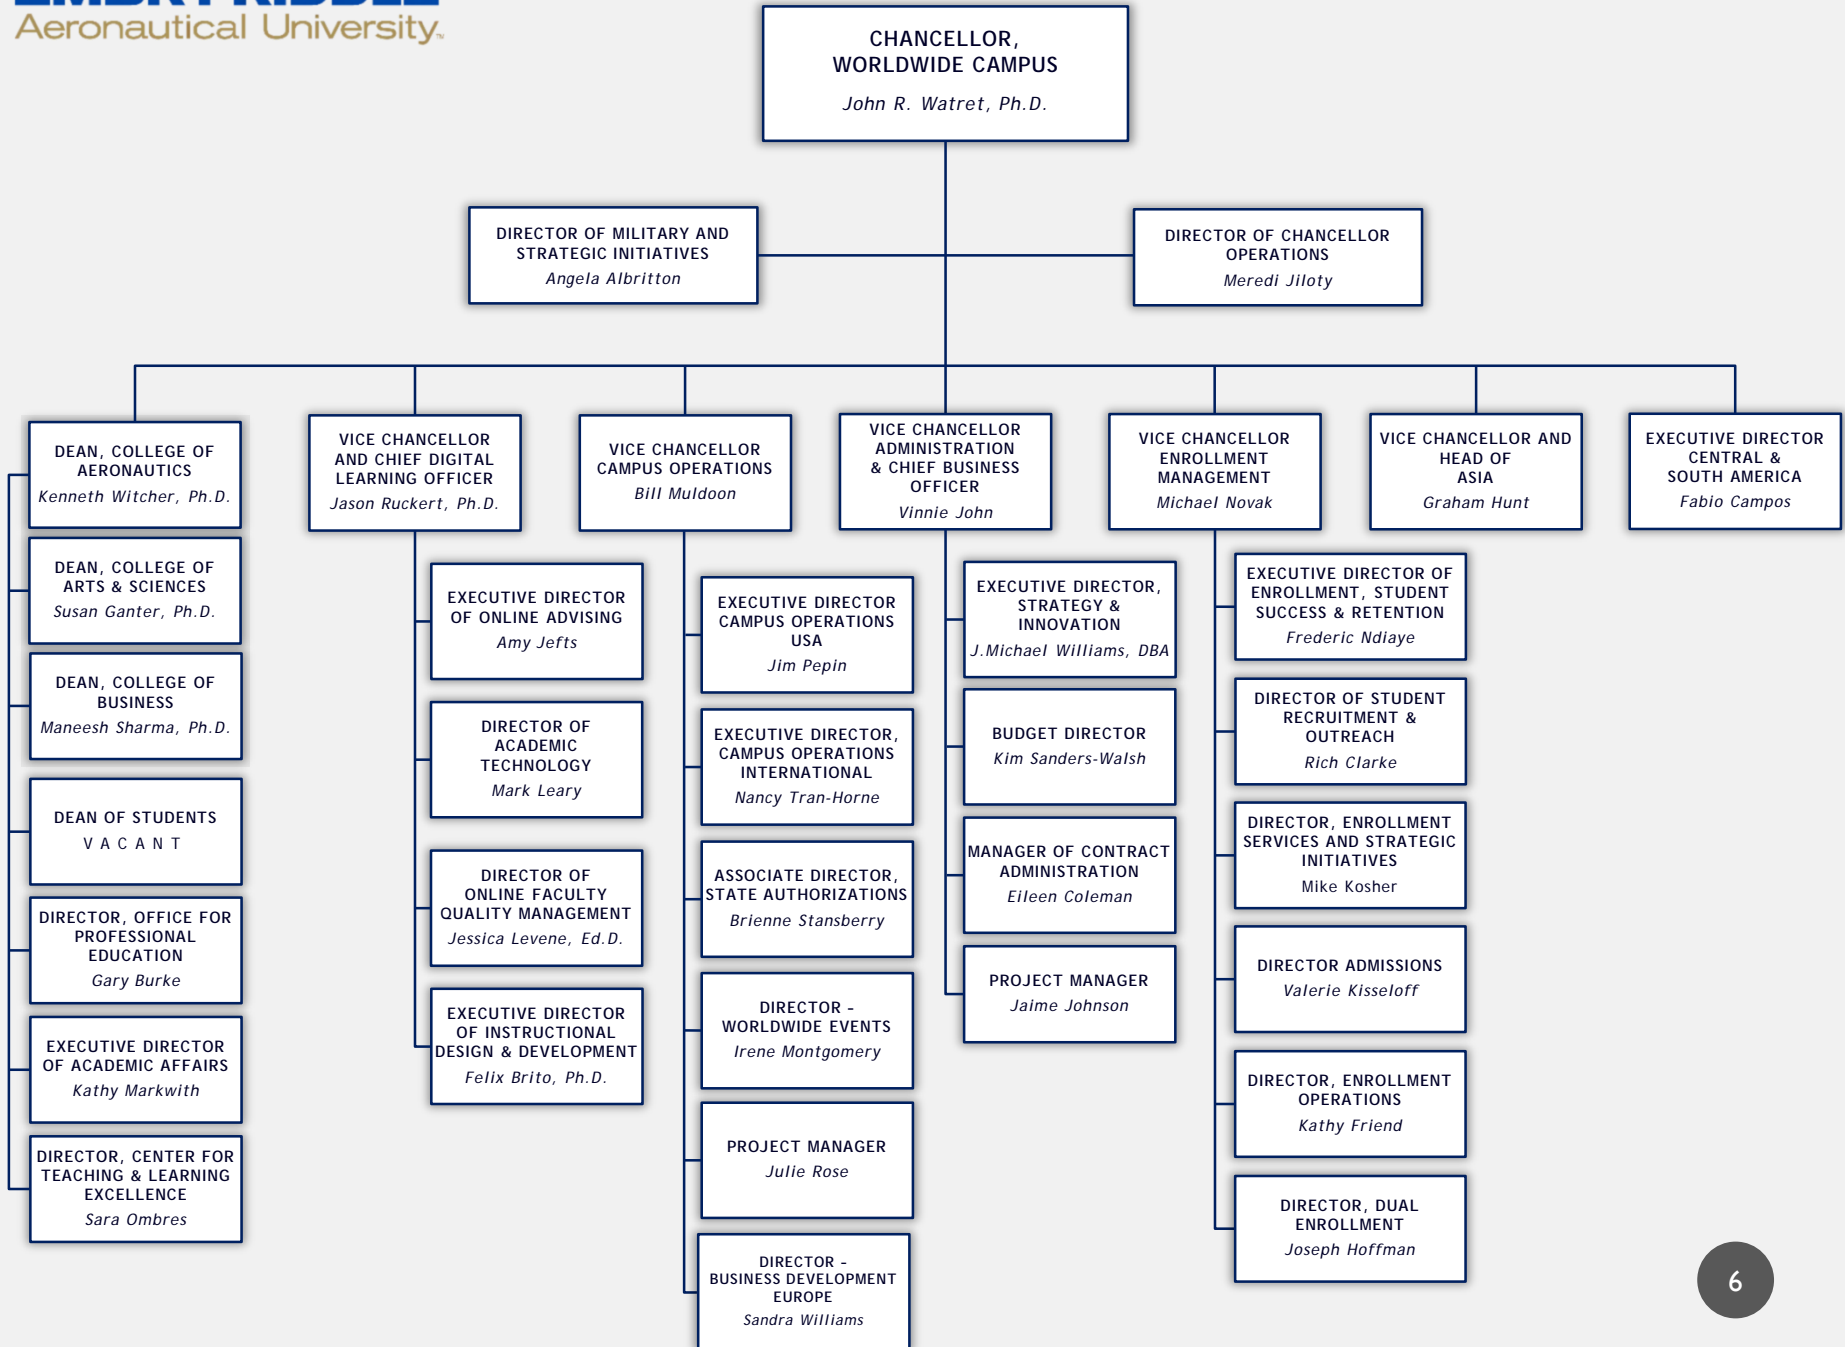 EMBRY-RIDDLE
Aeronautical University™
CHANCELLOR,
WORLDWIDE CAMPUS
John R. Watret, Ph.D.
DIRECTOR OF MILITARY AND
STRATEGIC INITIATIVES
Angela Albritton
DIRECTOR OF CHANCELLOR
OPERATIONS
Meredi Jiloty
DEAN, COLLEGE OF
AERONAUTICS
Kenneth Witcher, Ph.D.
DEAN, COLLEGE OF
ARTS & SCIENCES
Susan Ganter, Ph.D.
DEAN, COLLEGE OF
BUSINESS
Maneesh Sharma, Ph.D.
DEAN OF STUDENTS
V A C A N T
DIRECTOR, OFFICE FOR
PROFESSIONAL
EDUCATION
Gary Burke
EXECUTIVE DIRECTOR
OF ACADEMIC AFFAIRS
Kathy Markwith
DIRECTOR, CENTER FOR
TEACHING & LEARNING
EXCELLENCE
Sara Ombres
VICE CHANCELLOR
AND CHIEF DIGITAL
LEARNING OFFICER
Jason Ruckert, Ph.D.
EXECUTIVE DIRECTOR
OF ONLINE ADVISING
Amy Jefts
DIRECTOR OF
ACADEMIC
TECHNOLOGY
Mark Leary
DIRECTOR OF
ONLINE FACULTY
QUALITY MANAGEMENT
Jessica Levene, Ed.D.
EXECUTIVE DIRECTOR
OF INSTRUCTIONAL
DESIGN & DEVELOPMENT
Felix Brito, Ph.D.
VICE CHANCELLOR
CAMPUS OPERATIONS
Bill Muldoon
EXECUTIVE DIRECTOR
CAMPUS OPERATIONS
USA
Jim Pepin
EXECUTIVE DIRECTOR,
CAMPUS OPERATIONS
INTERNATIONAL
Nancy Tran-Horne
ASSOCIATE DIRECTOR,
STATE AUTHORIZATIONS
Brienne Stansberry
DIRECTOR –
WORLDWIDE EVENTS
Irene Montgomery
PROJECT MANAGER
Julie Rose
DIRECTOR –
BUSINESS DEVELOPMENT
EUROPE
Sandra Williams
VICE CHANCELLOR
ADMINISTRATION
& CHIEF BUSINESS
OFFICER
Vinnie John
EXECUTIVE DIRECTOR,
STRATEGY &
INNOVATION
J.Michael Williams, DBA
BUDGET DIRECTOR
Kim Sanders-Walsh
MANAGER OF CONTRACT
ADMINISTRATION
Eileen Coleman
PROJECT MANAGER
Jaime Johnson
VICE CHANCELLOR
ENROLLMENT
MANAGEMENT
Michael Novak
EXECUTIVE DIRECTOR OF
ENROLLMENT, STUDENT
SUCCESS & RETENTION
Frederic Ndiaye
DIRECTOR OF STUDENT
RECRUITMENT &
OUTREACH
Rich Clarke
DIRECTOR, ENROLLMENT
SERVICES AND STRATEGIC
INITIATIVES
Mike Kosher
DIRECTOR ADMISSIONS
Valerie Kisseloff
DIRECTOR, ENROLLMENT
OPERATIONS
Kathy Friend
DIRECTOR, DUAL
ENROLLMENT
Joseph Hoffman
VICE CHANCELLOR AND
HEAD OF
ASIA
Graham Hunt
EXECUTIVE DIRECTOR
CENTRAL &
SOUTH AMERICA
Fabio Campos
6